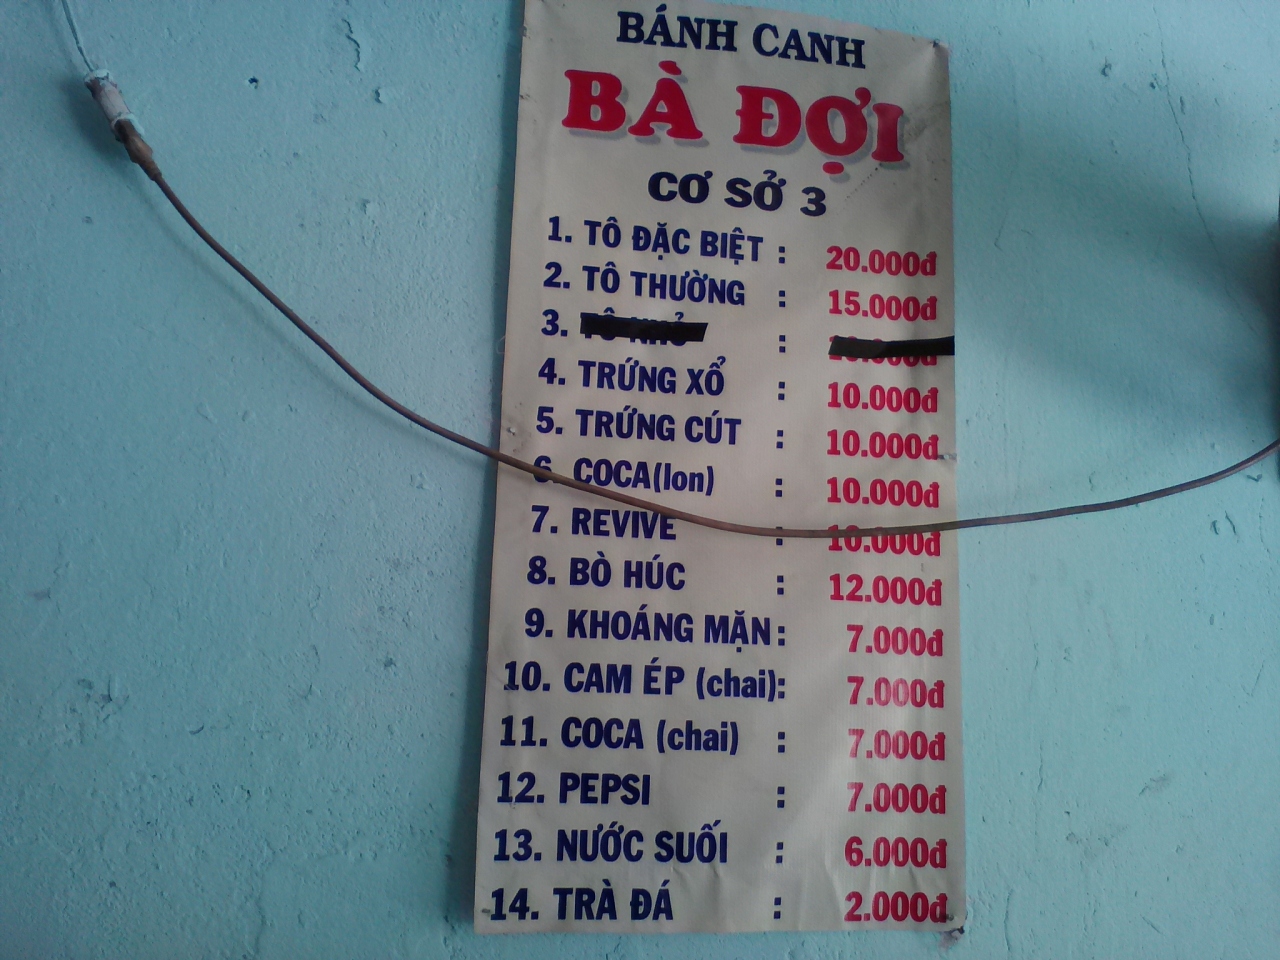 BÁNH CANH
BÀ ĐỢI
CƠ SỞ 3
1. TÔ ĐẶC BIỆT : 20.000đ
2. TÔ THƯỜNG : 15.000đ
3. TÔ NHỎ :
4. TRỨNG XỔ : 10.000đ
5. TRỨNG CÚT : 10.000đ
6. COCA(lon) : 10.000đ
7. REVIVE : 10.000đ
8. BÒ HÚC : 12.000đ
9. KHOÁNG MẶN : 7.000đ
10. CAM ÉP (chai): 7.000đ
11. COCA (chai) : 7.000đ
12. PEPSI : 7.000đ
13. NƯỚC SUỐI : 6.000đ
14. TRÀ ĐÁ : 2.000đ